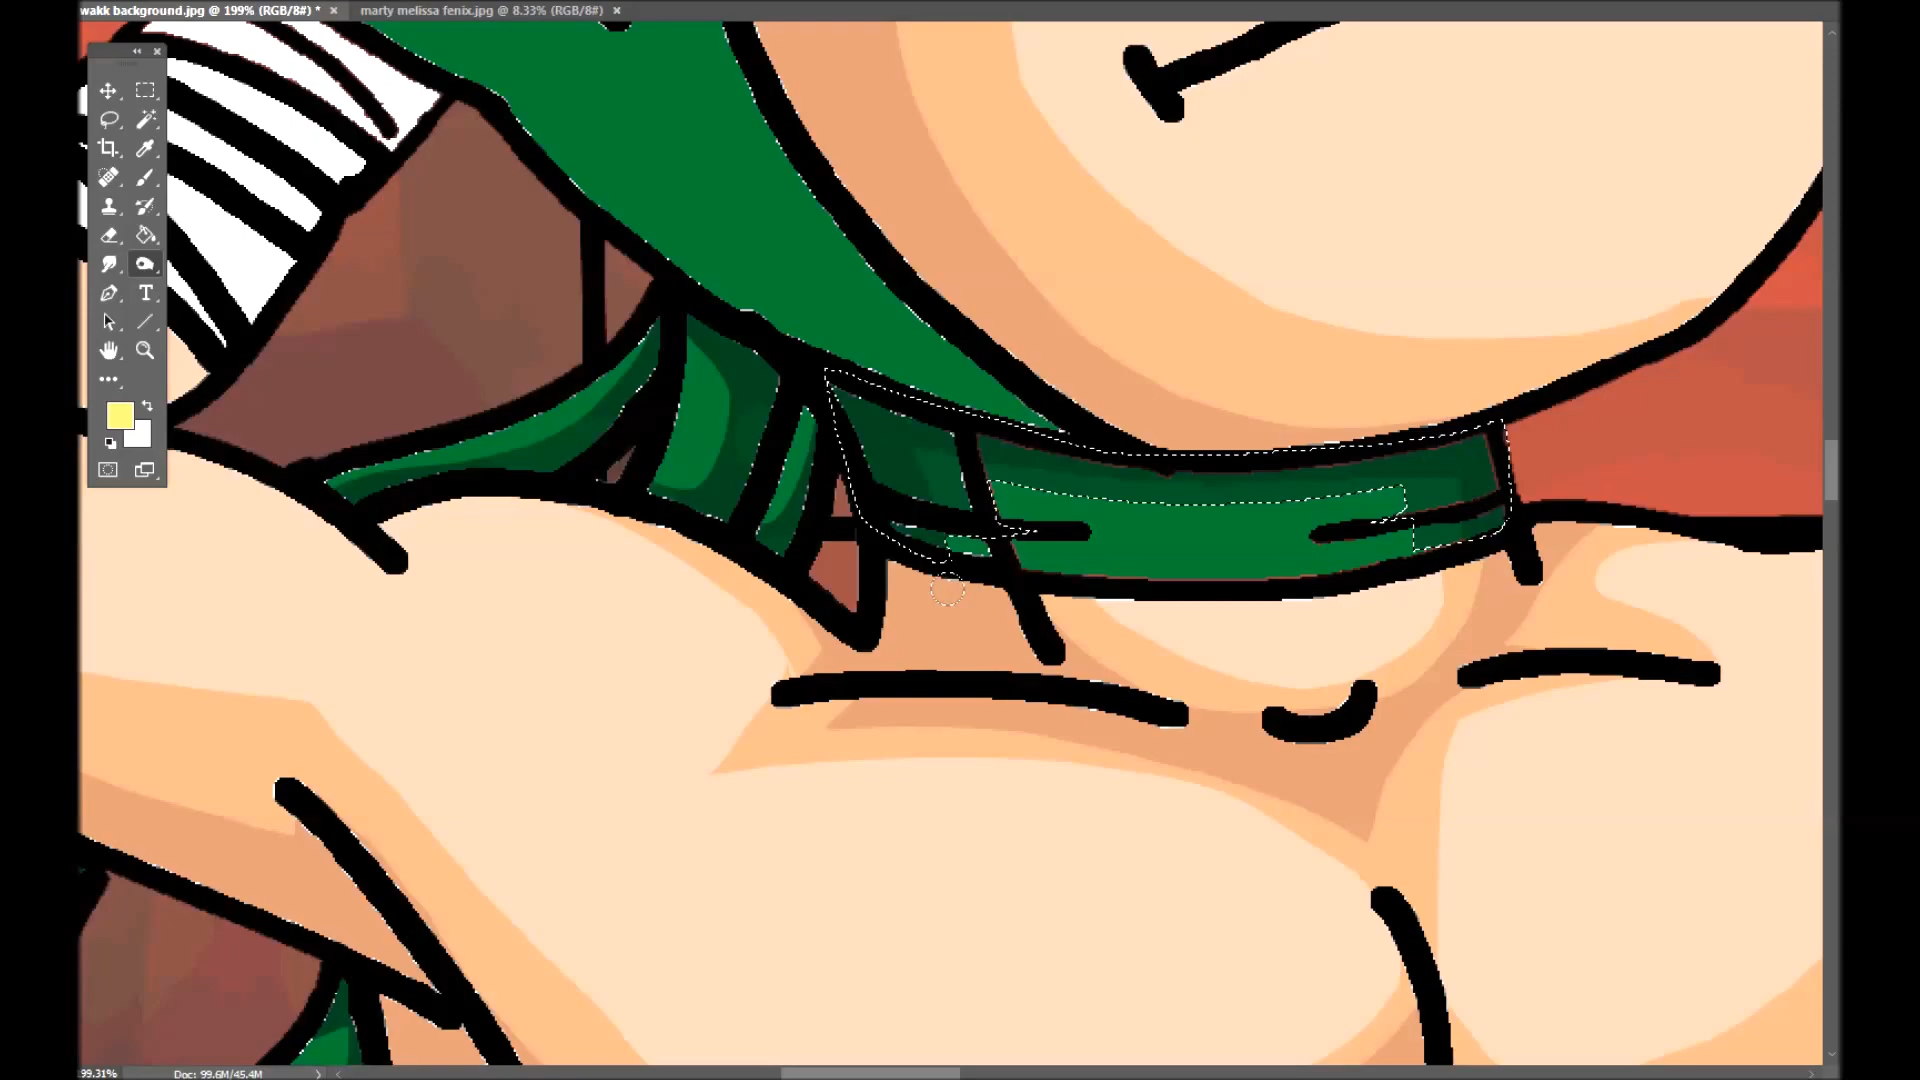 wakk background.jpg @ 199% (RGB/8#) * ×
marty melissa fenix.jpg @ 8.33% (RGB/8#) ×
T
99.31%
Doc: 99.6M/45.4M